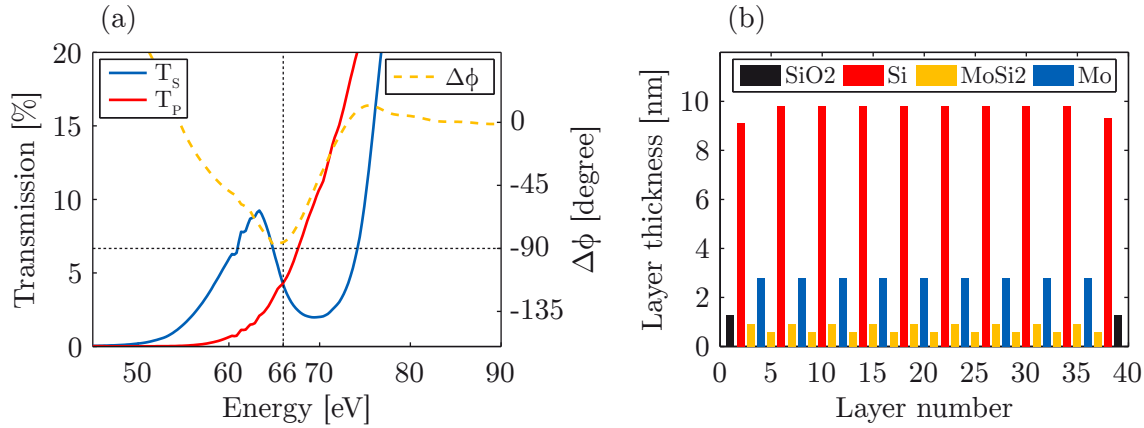 (a)
Transmission [%]
20
15
10
5
0
T_S
T_P
Δϕ
0
-45
-90
-135
Δϕ [degree]
50 60 66 70 80 90
Energy [eV]
(b)
Layer thickness [nm]
10
8
6
4
2
0
SiO2 Si MoSi2 Mo
0 5 10 15 20 25 30 35 40
Layer number